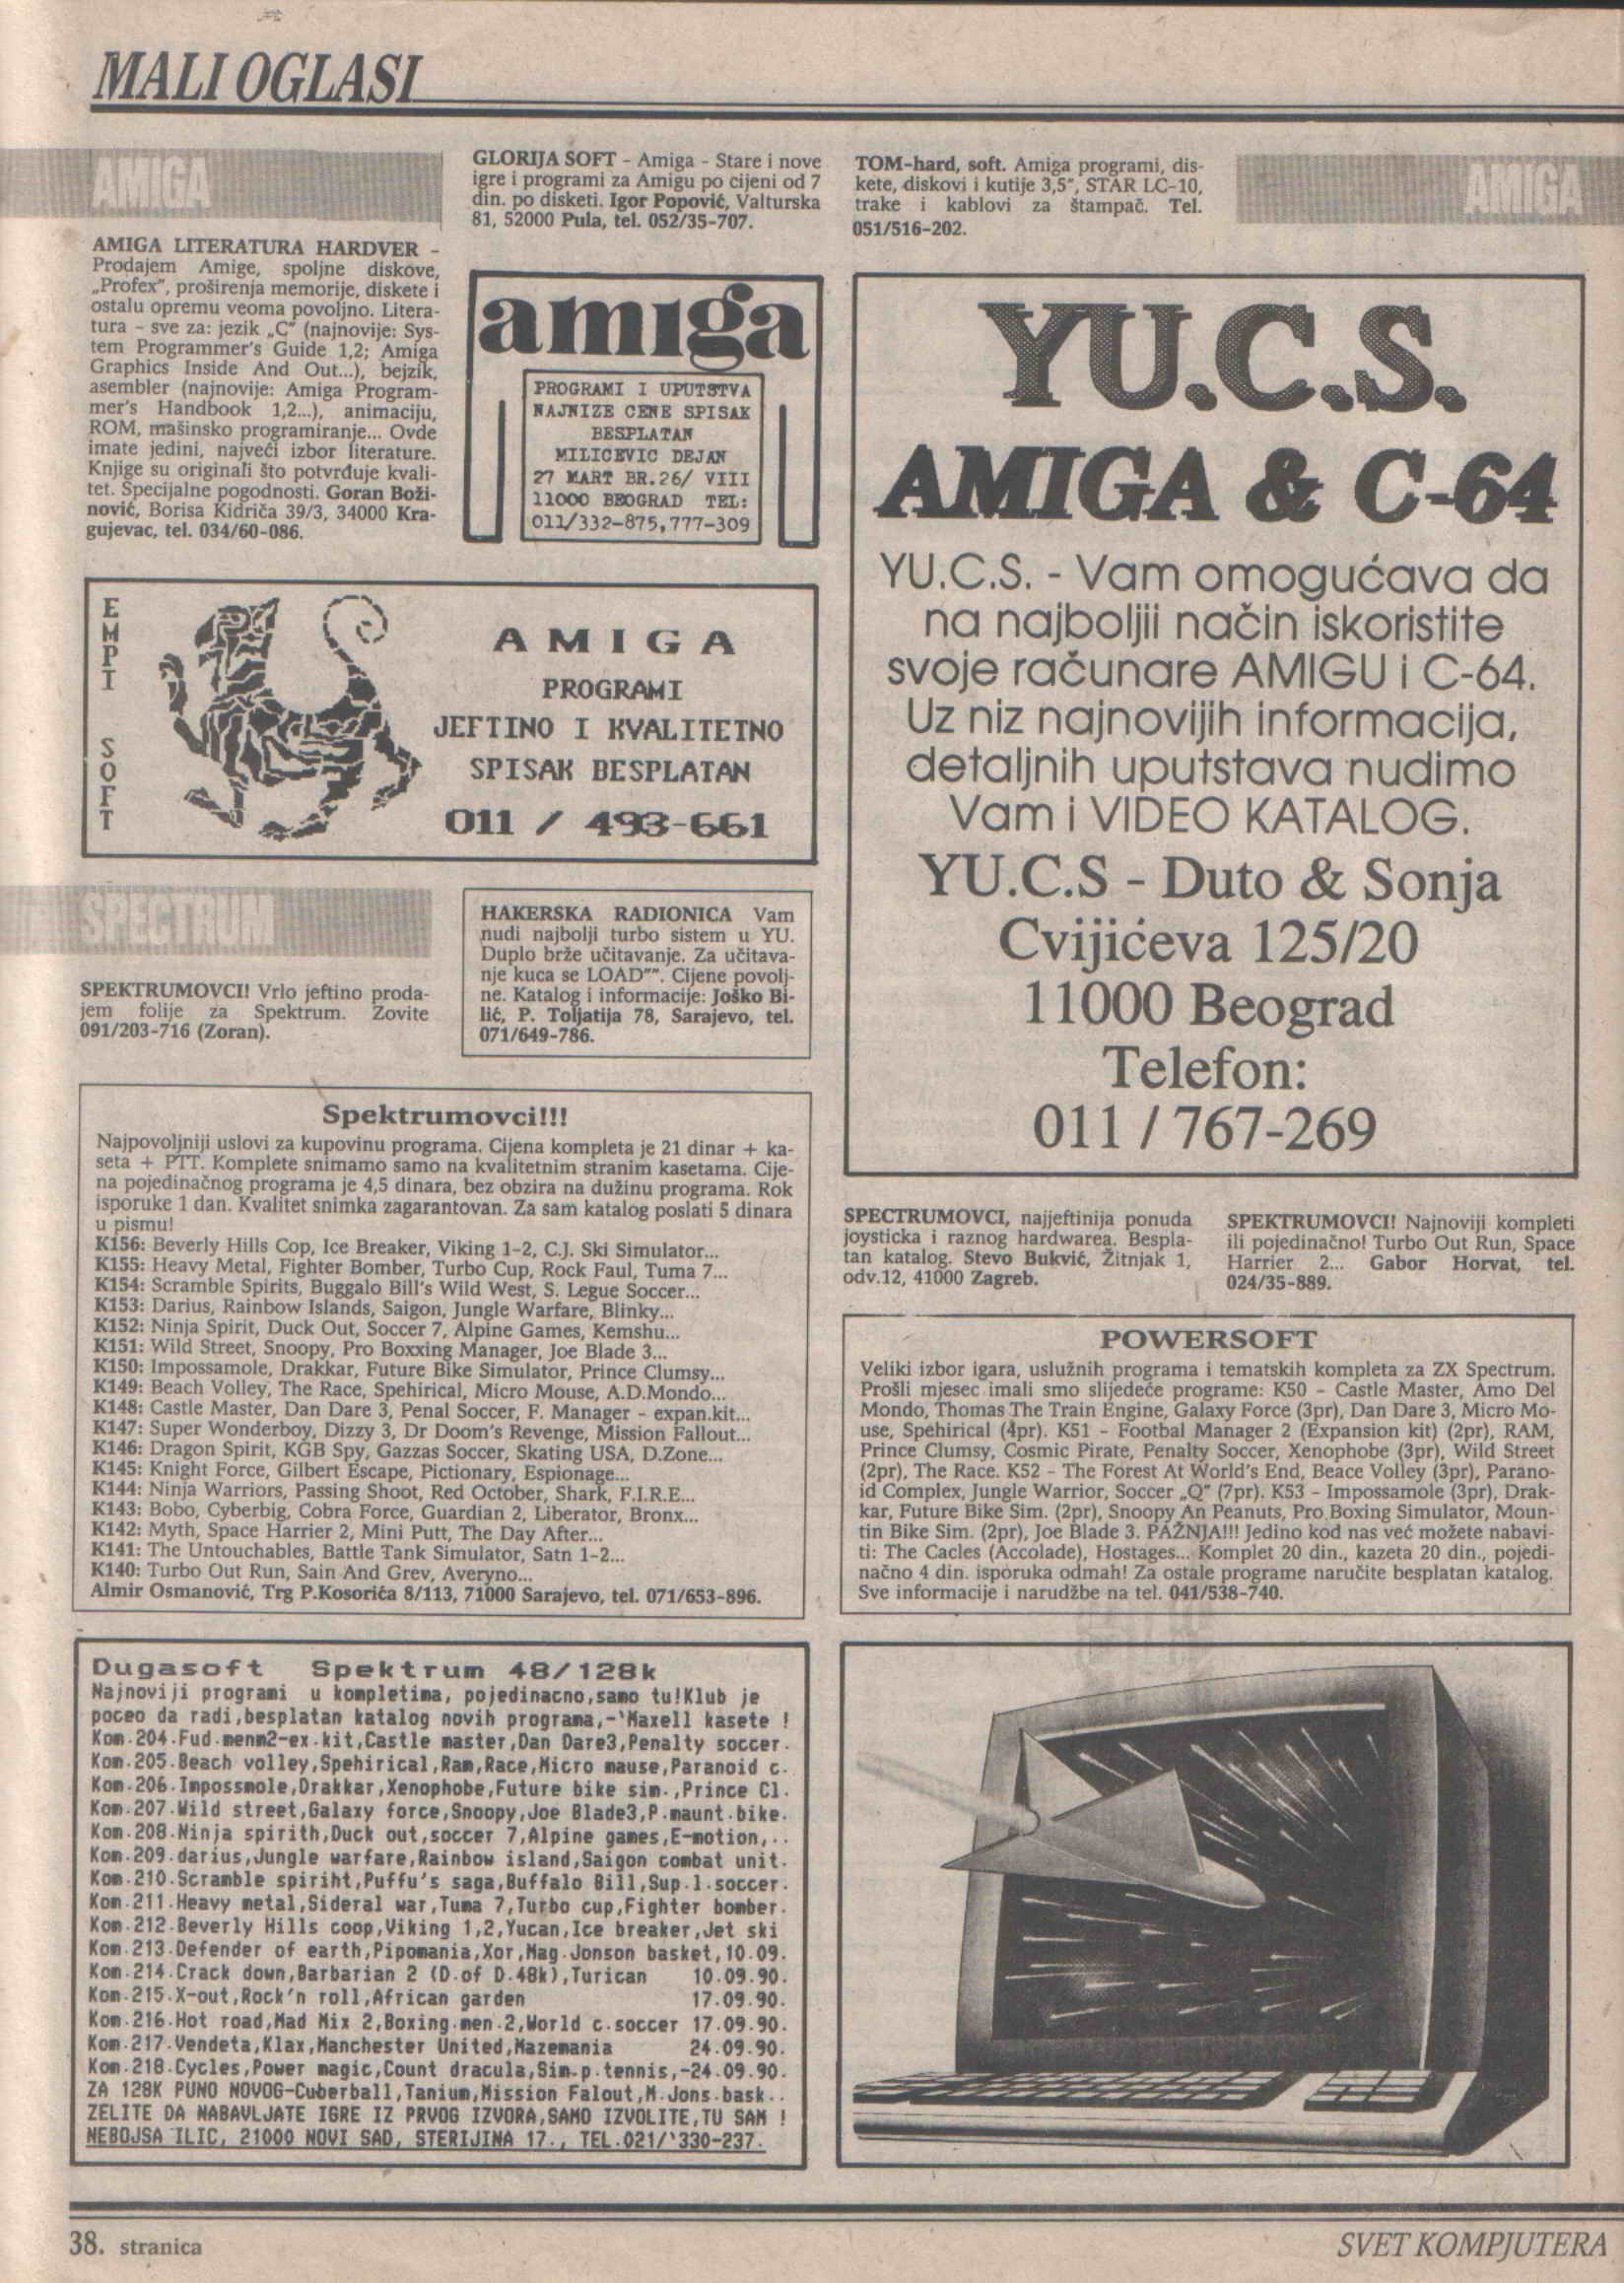 MALI OGLASI
AMIGA
AMIGA LITERATURA HARDVER –
Prodajem Amige, spoljne diskove,
„Profex", proširenja memorije, diskete i
ostalu opremu veoma povoljno. Litera-
tura – sve za: jezik „C" (najnovije: Sys-
tem Programmer's Guide 1,2; Amiga
Graphics Inside And Out...), bejzik,
asembler (najnovije: Amiga Program-
mer's Handbook 1,2...), animaciju,
ROM, mašinsko programiranje... Ovde
imate jedini, najveći izbor literature.
Knjige su originali što potvrđuje kvali-
tet. Specijalne pogodnosti. Goran Boži-
nović, Borisa Kidriča 39/3, 34000 Kra-
gujevac, tel. 034/60-086.
GLORIJA SOFT – Amiga – Stare i nove
igre i programi za Amigu po cijeni od 7
din. po disketi. Igor Popović, Valturska
81, 52000 Pula, tel. 052/35-707.
amiga
PROGRAMI I UPUTSTVA
NAJNIZE CENE SPISAK
BESPLATAN
MILICEVIC DEJAN
27 MART BR.26/ VIII
11000 BEOGRAD TEL:
011/332-875,777-309
TOM-hard, soft. Amiga programi, dis-
kete, diskovi i kutije 3,5", STAR LC-10,
trake i kablovi za štampač. Tel.
051/516-202.
AMIGA
EMPI SOFT
AMIGA
PROGRAMI
JEFTINO I KVALITETNO
SPISAK BESPLATAN
011 / 493-661
YU.C.S.
AMIGA & C-64
YU.C.S. - Vam omogućava da
na najboljii način iskoristite
svoje računare AMIGU i C-64.
Uz niz najnovijih informacija,
detaljnih uputstava nudimo
Vam i VIDEO KATALOG.
YU.C.S - Duto & Sonja
Cvijićeva 125/20
11000 Beograd
Telefon:
011 / 767-269
SPECTRUM
SPEKTRUMOVCI! Vrlo jeftino proda-
jem folije za Spektrum. Zovite
091/203-716 (Zoran).
HAKERSKA RADIONICA Vam
nudi najbolji turbo sistem u YU.
Duplo brže učitavanje. Za učitava-
nje kuca se LOAD"". Cijene povolj-
ne. Katalog i informacije: Joško Bi-
lić, P. Toljatija 78, Sarajevo, tel.
071/649-786.
Spektrumovci!!!
Najpovoljniji uslovi za kupovinu programa. Cijena kompleta je 21 dinar + ka-
seta + PTT. Komplete snimamo samo na kvalitetnim stranim kasetama. Cije-
na pojedinačnog programa je 4,5 dinara, bez obzira na dužinu programa. Rok
isporuke 1 dan. Kvalitet snimka zagarantovan. Za sam katalog poslati 5 dinara
u pismu!
K156: Beverly Hills Cop, Ice Breaker, Viking 1-2, C.J. Ski Simulator...
K155: Heavy Metal, Fighter Bomber, Turbo Cup, Rock Faul, Tuma 7...
K154: Scramble Spirits, Buggalo Bill's Wild West, S. Legue Soccer...
K153: Darius, Rainbow Islands, Saigon, Jungle Warfare, Blinky...
K152: Ninja Spirit, Duck Out, Soccer 7, Alpine Games, Kemshu...
K151: Wild Street, Snoopy, Pro Boxxing Manager, Joe Blade 3...
K150: Impossamole, Drakkar, Future Bike Simulator, Prince Clumsy...
K149: Beach Volley, The Race, Spehirical, Micro Mouse, A.D.Mondo...
K148: Castle Master, Dan Dare 3, Penal Soccer, F. Manager – expan.kit...
K147: Super Wonderboy, Dizzy 3, Dr Doom's Revenge, Mission Fallout...
K146: Dragon Spirit, KGB Spy, Gazzas Soccer, Skating USA, D.Zone...
K145: Knight Force, Gilbert Escape, Pictionary, Espionage...
K144: Ninja Warriors, Passing Shoot, Red October, Shark, F.I.R.E...
K143: Bobo, Cyberbig, Cobra Force, Guardian 2, Liberator, Bronx...
K142: Myth, Space Harrier 2, Mini Putt, The Day After...
K141: The Untouchables, Battle Tank Simulator, Satn 1-2...
K140: Turbo Out Run, Sain And Grev, Averyno...
Almir Osmanović, Trg P.Kosorića 8/113, 71000 Sarajevo, tel. 071/653-896.
SPECTRUMOVCI, najjeftinija ponuda
joysticka i raznog hardwarea. Bespla-
tan katalog. Stevo Bukvić, Žitnjak 1,
odv.12, 41000 Zagreb.
SPEKTRUMOVCI! Najnoviji kompleti
ili pojedinačno! Turbo Out Run, Space
Harrier 2... Gabor Horvat, tel.
024/35-889.
POWERSOFT
Veliki izbor igara, uslužnih programa i tematskih kompleta za ZX Spectrum.
Prošli mjesec imali smo slijedeće programe: K50 – Castle Master, Amo Del
Mondo, Thomas The Train Engine, Galaxy Force (3pr), Dan Dare 3, Micro Mo-
use, Spehirical (4pr). K51 – Footbal Manager 2 (Expansion kit) (2pr), RAM,
Prince Clumsy, Cosmic Pirate, Penalty Soccer, Xenophobe (3pr), Wild Street
(2pr), The Race. K52 – The Forest At World's End, Beace Volley (3pr), Parano-
id Complex, Jungle Warrior, Soccer „Q" (7pr). K53 – Impossamole (3pr), Drak-
kar, Future Bike Sim. (2pr), Snoopy An Peanuts, Pro Boxing Simulator, Moun-
tin Bike Sim. (2pr), Joe Blade 3. PAŽNJA!!! Jedino kod nas već možete nabavi-
ti: The Cacles (Accolade), Hostages... Komplet 20 din., kazeta 20 din., pojedi-
načno 4 din. isporuka odmah! Za ostale programe naručite besplatan katalog.
Sve informacije i narudžbe na tel. 041/538-740.
Dugasoft Spektrum 48/128k
Najnoviji programi u kompletima, pojedinacno,samo tu!Klub je
poceo da radi,besplatan katalog novih programa,-'Maxell kasete !
Kom.204.Fud.menm2-ex.kit,Castle master,Dan Dare3,Penalty soccer.
Kom.205.Beach volley,Spehirical,Ram,Race,Micro mause,Paranoid c.
Kom.206.Impossmole,Drakkar,Xenophobe,Future bike sim.,Prince Cl.
Kom.207.Wild street,Galaxy force,Snoopy,Joe Blade3,P.maunt.bike.
Kom.208.Ninja spirith,Duck out,soccer 7,Alpine games,E-motion,..
Kom.209.darius,Jungle warfare,Rainbow island,Saigon combat unit.
Kom.210.Scramble spiriht,Puffu's saga,Buffalo Bill,Sup.l.soccer.
Kom.211.Heavy metal,Sideral war,Tuma 7,Turbo cup,Fighter bomber.
Kom.212.Beverly Hills coop,Viking 1,2,Yucan,Ice breaker,Jet ski
Kom.213.Defender of earth,Pipomania,Xor,Mag.Jonson basket,10.09.
Kom.214.Crack down,Barbarian 2 (D.of D.48k),Turican 10.09.90.
Kom.215.X-out,Rock'n roll,African garden 17.09.90.
Kom.216.Hot road,Mad Mix 2,Boxing.men.2,World c.soccer 17.09.90.
Kom.217.Vendeta,Klax,Manchester United,Mazemania 24.09.90.
Kom.218.Cycles,Power magic,Count dracula,Sim.p.tennis,-24.09.90.
ZA 128K PUNO NOVOG-Cuberball,Tanium,Mission Falout,M.Jons.bask..
ZELITE DA NABAVLJATE IGRE IZ PRVOG IZVORA,SAMO IZVOLITE,TU SAM !
NEBOJSA ILIC, 21000 NOVI SAD, STERIJINA 17., TEL.021/'330-237.
38. stranica
SVET KOMPJUTERA